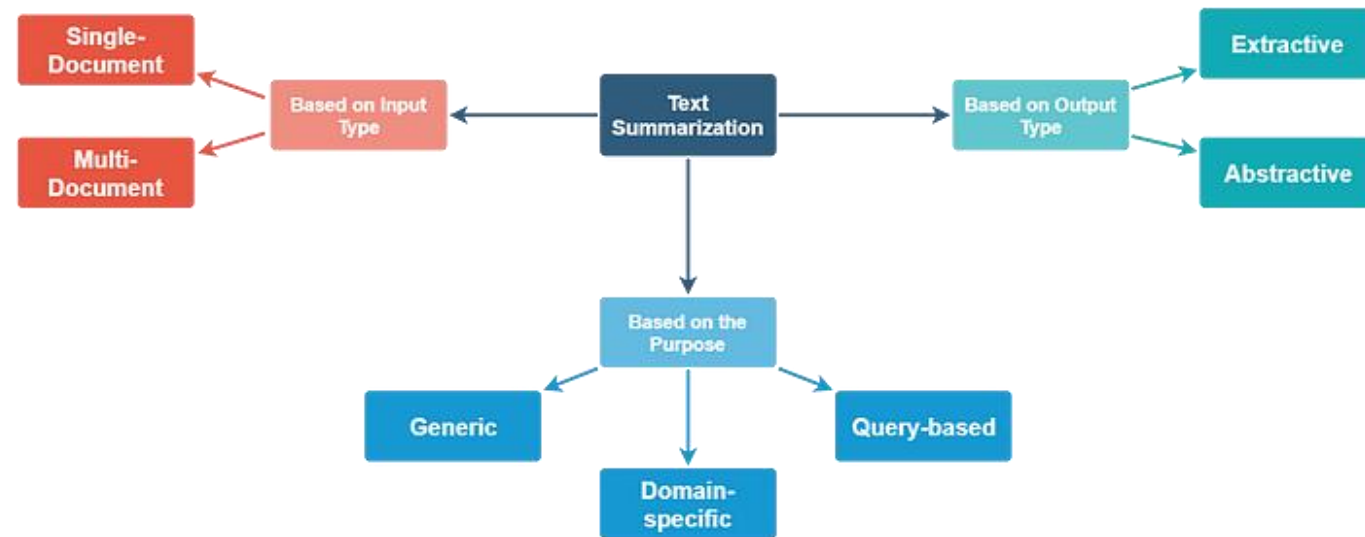 Single-
Document
Multi-
Document
Based on Input
Type
Text
Summarization
Based on Output
Type
Extractive
Abstractive
Based on the
Purpose
Generic
Domain-
specific
Query-based